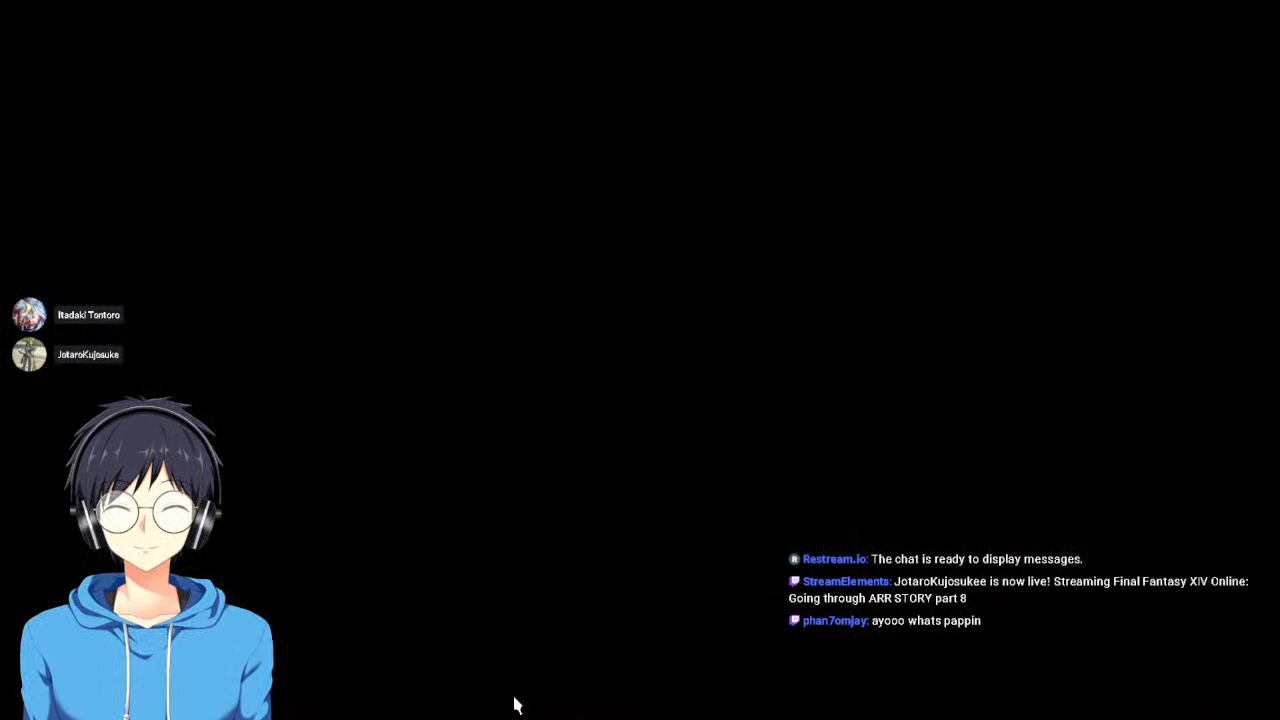 Itadaki Tontoro
JotaroKujosuke
Restream.io: The chat is ready to display messages.
StreamElements: JotaroKujosukee is now live! Streaming Final Fantasy XIV Online:
Going through ARR STORY part 8
phan7omjay: ayooo whats pappin